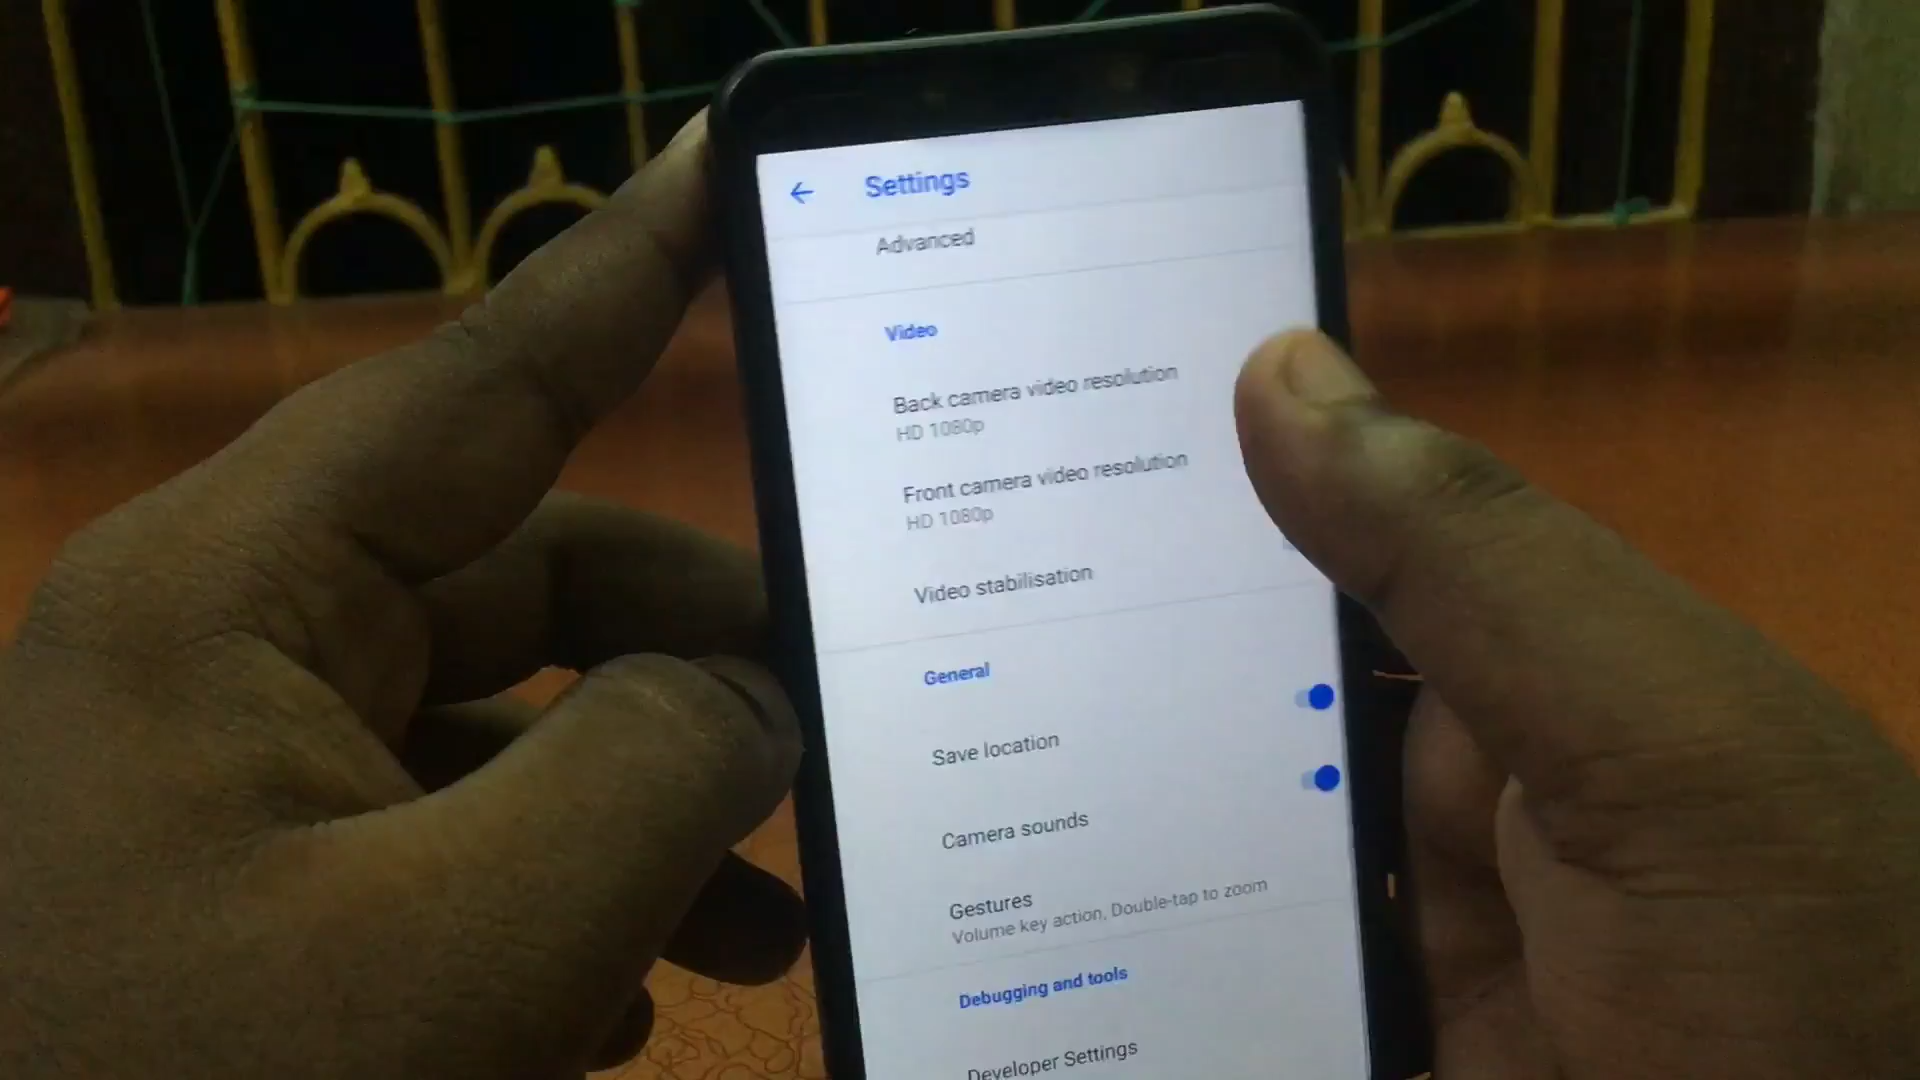 Settings
Advanced
Video
Back camera video resolution
HD 1080p
Front camera video resolution
HD 1080p
Video stabilisation
General
Save location
Camera sounds
Gestures
Volume key action, Double-tap to zoom
Debugging and tools
Developer Settings